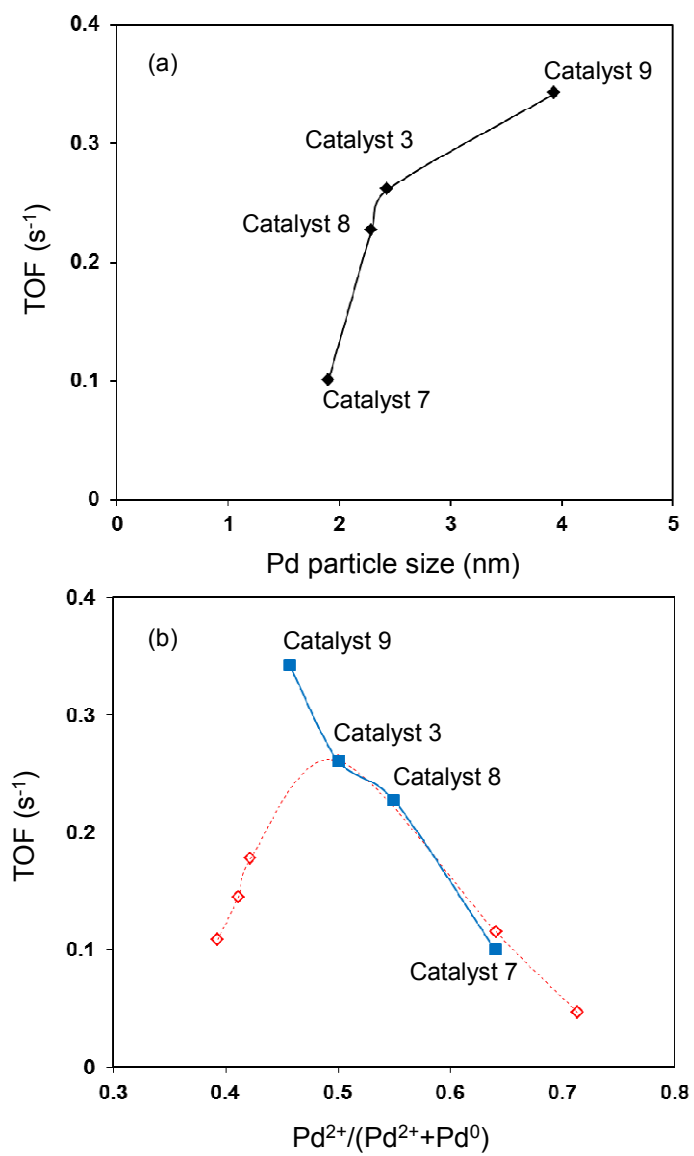 0.4
(a)
Catalyst 9
0.3
Catalyst 3
Catalyst 8
0.2
TOF (s-1)
0.1
Catalyst 7
0
0 1 2 3 4 5
Pd particle size (nm)
0.4
(b)
Catalyst 9
0.3
Catalyst 3
Catalyst 8
TOF (s-1)
0.2
0.1
Catalyst 7
0
0.3 0.4 0.5 0.6 0.7 0.8
Pd2+/(Pd2++Pd0)